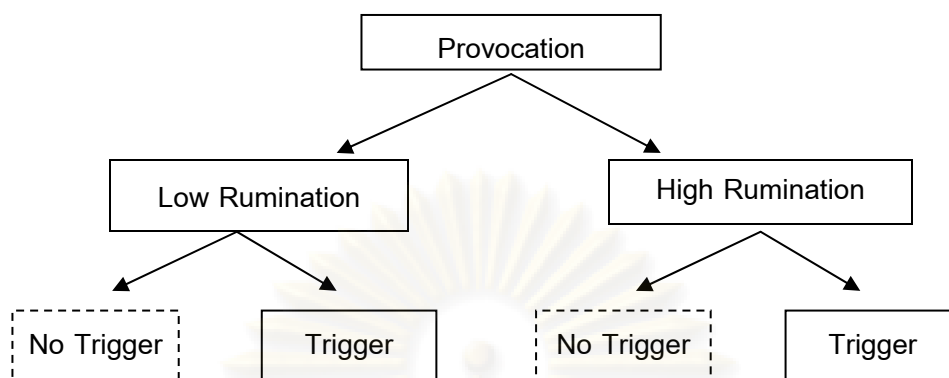 Provocation
Low Rumination
High Rumination
No Trigger
Trigger
No Trigger
Trigger